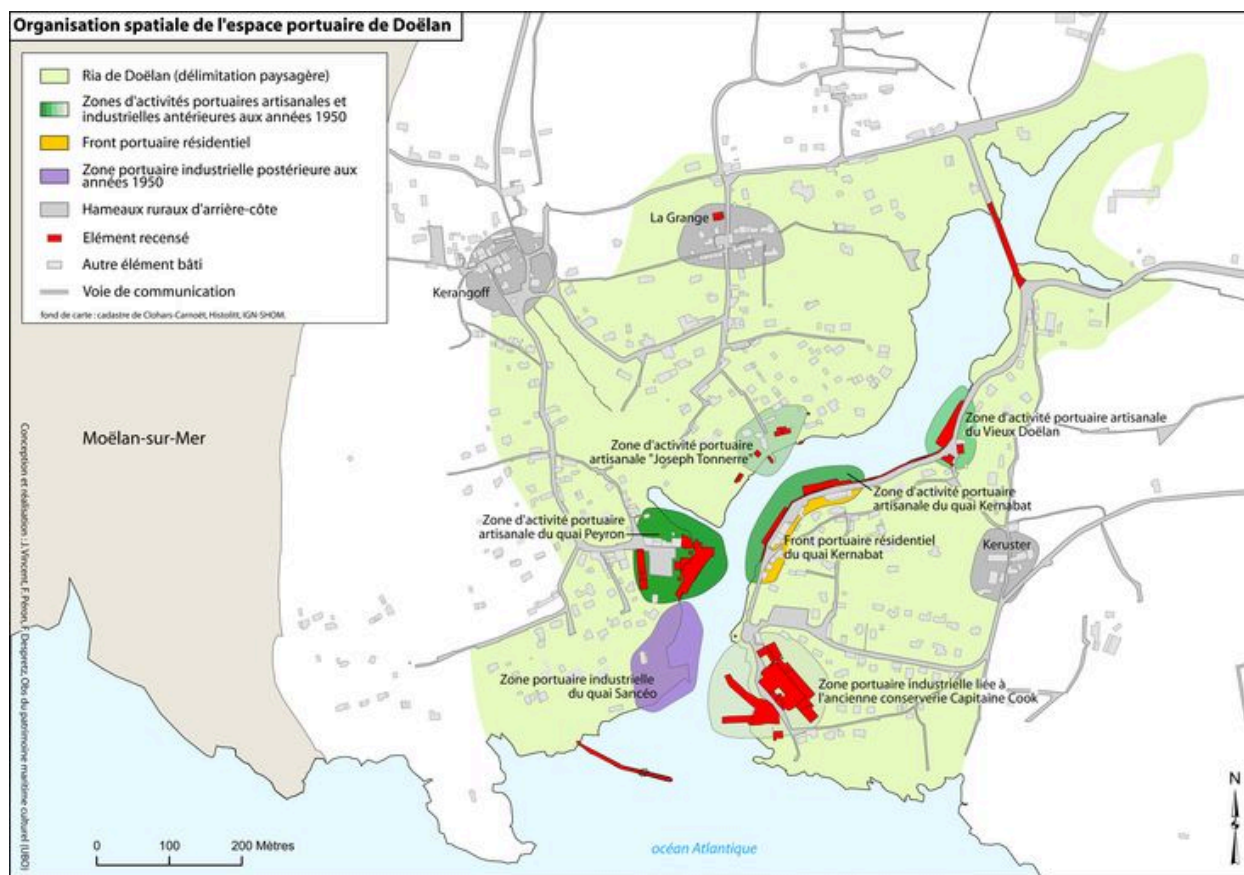 Organisation spatiale de l'espace portuaire de Doëlan
Ria de Doëlan (délimitation paysagère)
Zones d'activités portuaires artisanales et
industrielles antérieures aux années 1950
Front portuaire résidentiel
Zone portuaire industrielle postérieure aux
années 1950
Hameaux ruraux d'arrière-côte
Elément recensé
Autre élément bâti
Voie de communication
fond de carte : cadastre de Clohars-Carnoët, Histolitt, IGN-SHOM.
La Grange
Kerangoff
Moëlan-sur-Mer
Zone d'activité portuaire artisanale
du Vieux Doëlan
Zone d'activité portuaire
artisanale "Joseph Tonnerre"
Zone d'activité portuaire
artisanale du quai Kernabat
Zone d'activité portuaire
artisanale du quai Peyron
Front portuaire résidentiel
du quai Kernabat
Keruster
Zone portuaire industrielle
du quai Sancéo
Zone portuaire industrielle liée à
l'ancienne conserverie Capitaine Cook
Conception et réalisation : J. Vincent, F. Péron, F. Despretz, Obs du patrimoine maritime culturel (UBO)
N
0 100 200 Mètres
océan Atlantique